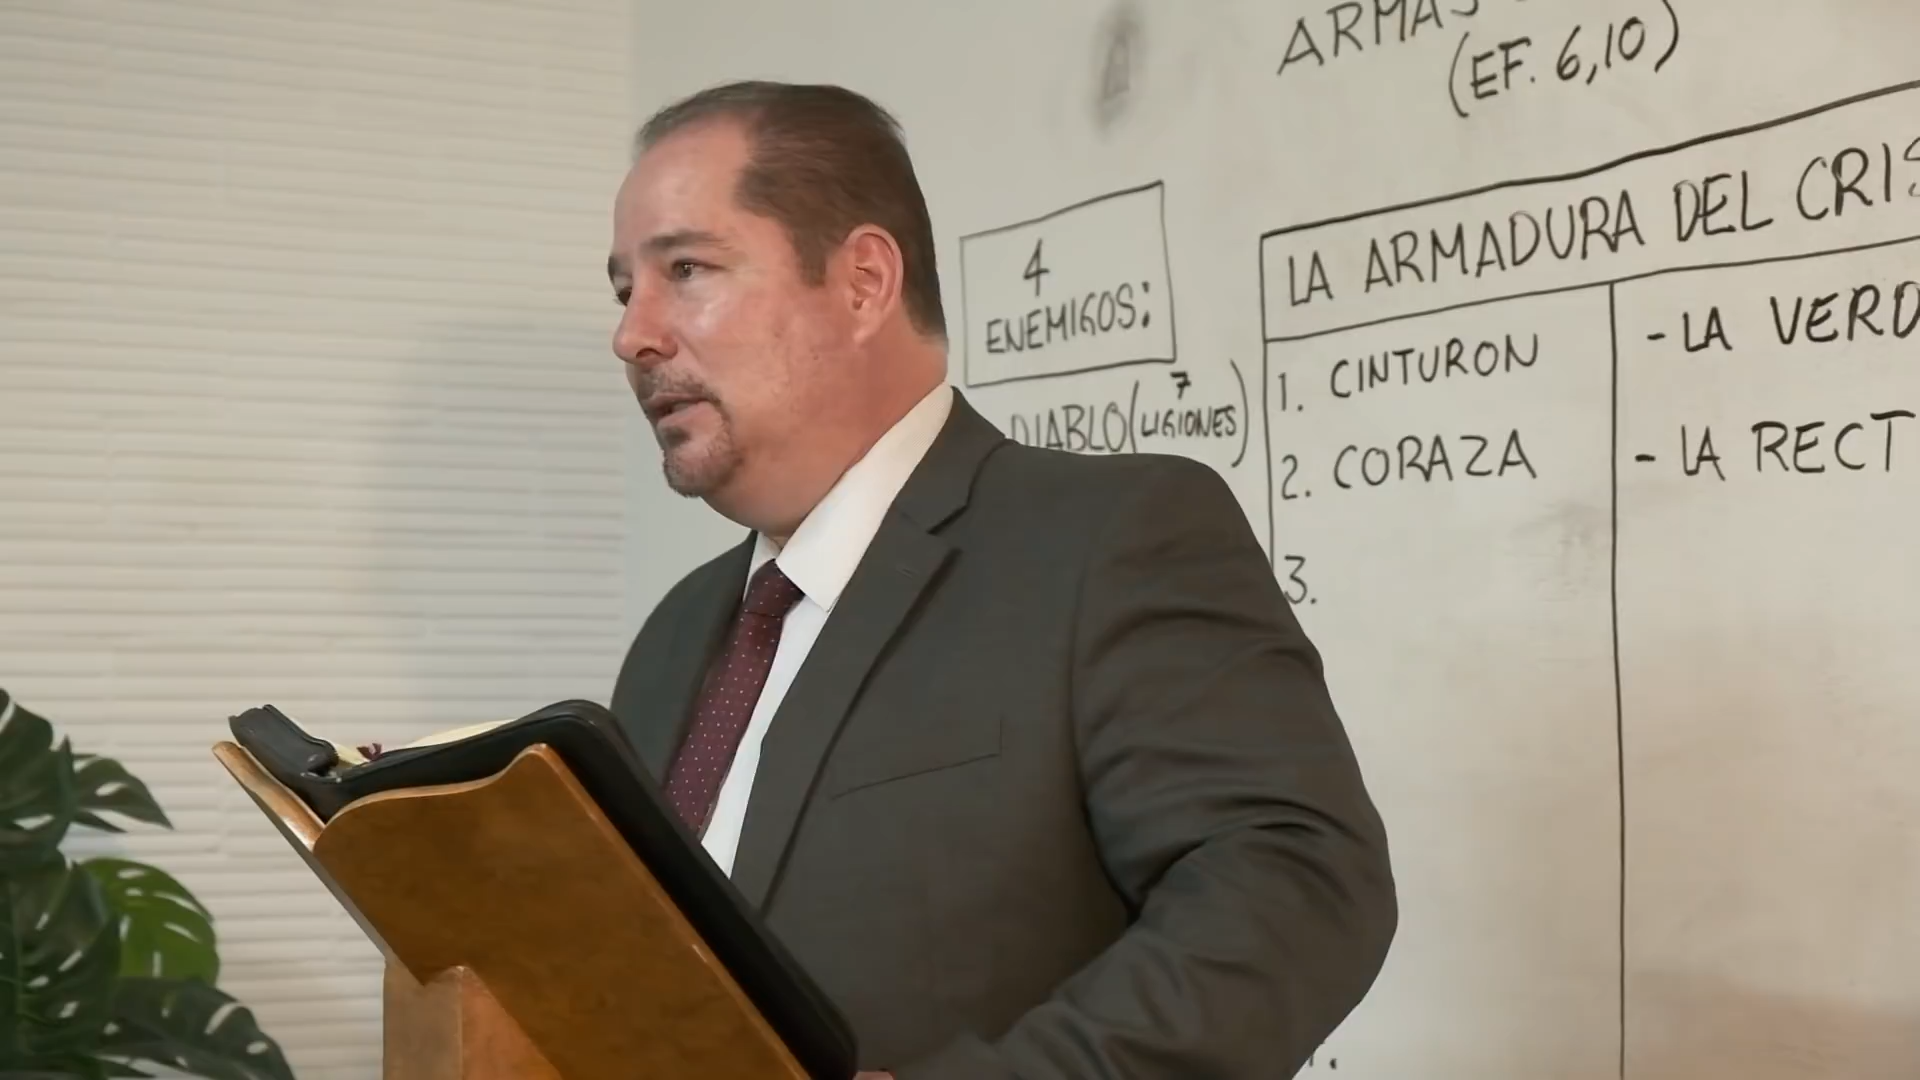 ARMAS
(EF. 6,10)
4
ENEMIGOS:
DIABLO (7 LIGIONES)
LA ARMADURA DEL CRIS
1. CINTURON
- LA VERD
2. CORAZA
- LA RECT
3.